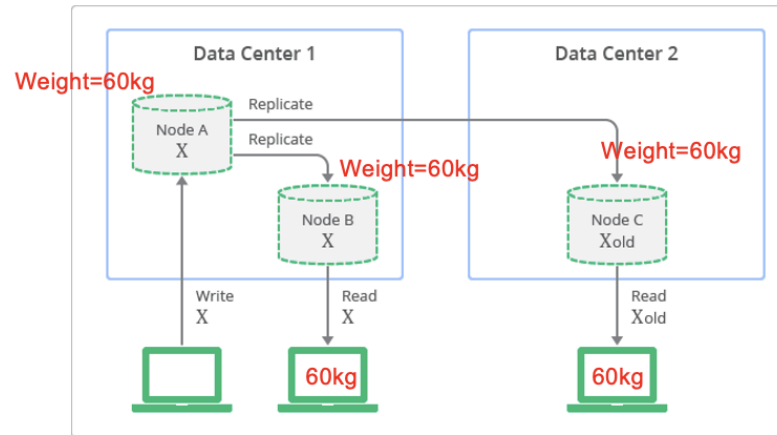 Data Center 1
Data Center 2
Weight=60kg
Replicate
Node A
X
Replicate
Weight=60kg
Weight=60kg
Node B
X
Node C
Xold
Write
X
Read
X
Read
Xold
60kg
60kg